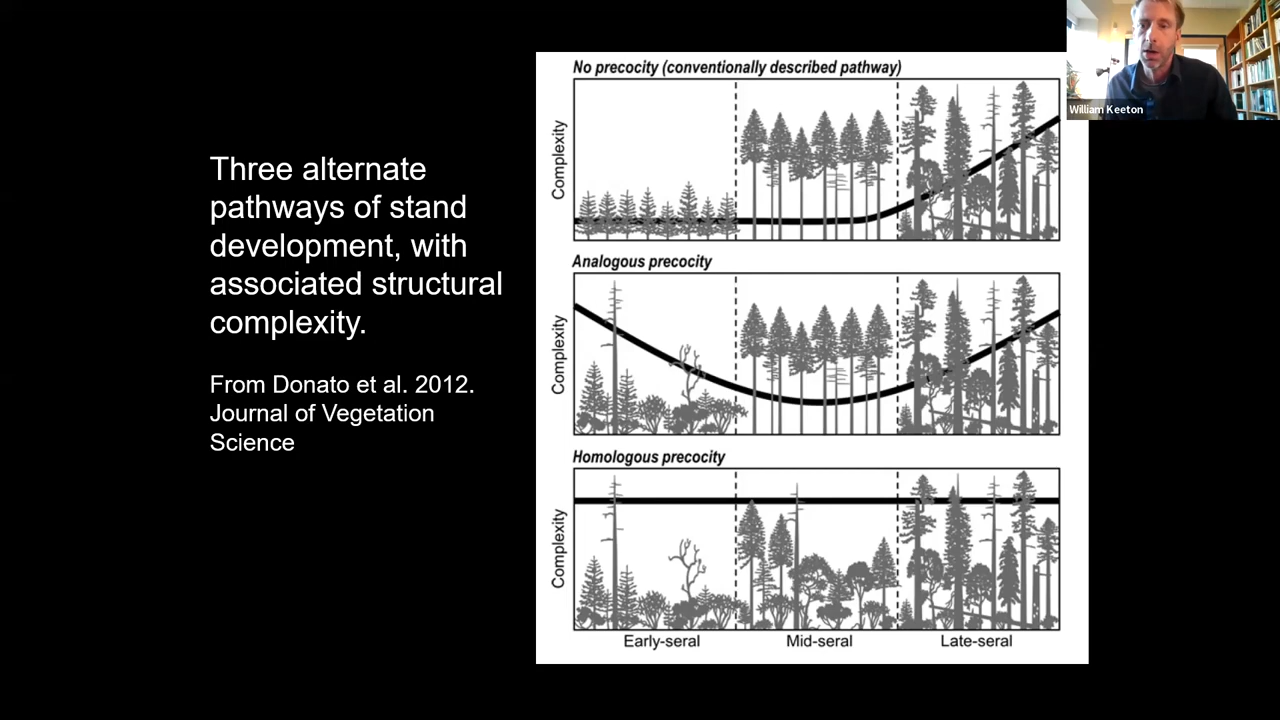 Three alternate
pathways of stand
development, with
associated structural
complexity.
From Donato et al. 2012.
Journal of Vegetation
Science
No precocity (conventionally described pathway)
Complexity
Analogous precocity
Complexity
Homologous precocity
Complexity
Early-seral
Mid-seral
Late-seral
William Keeton